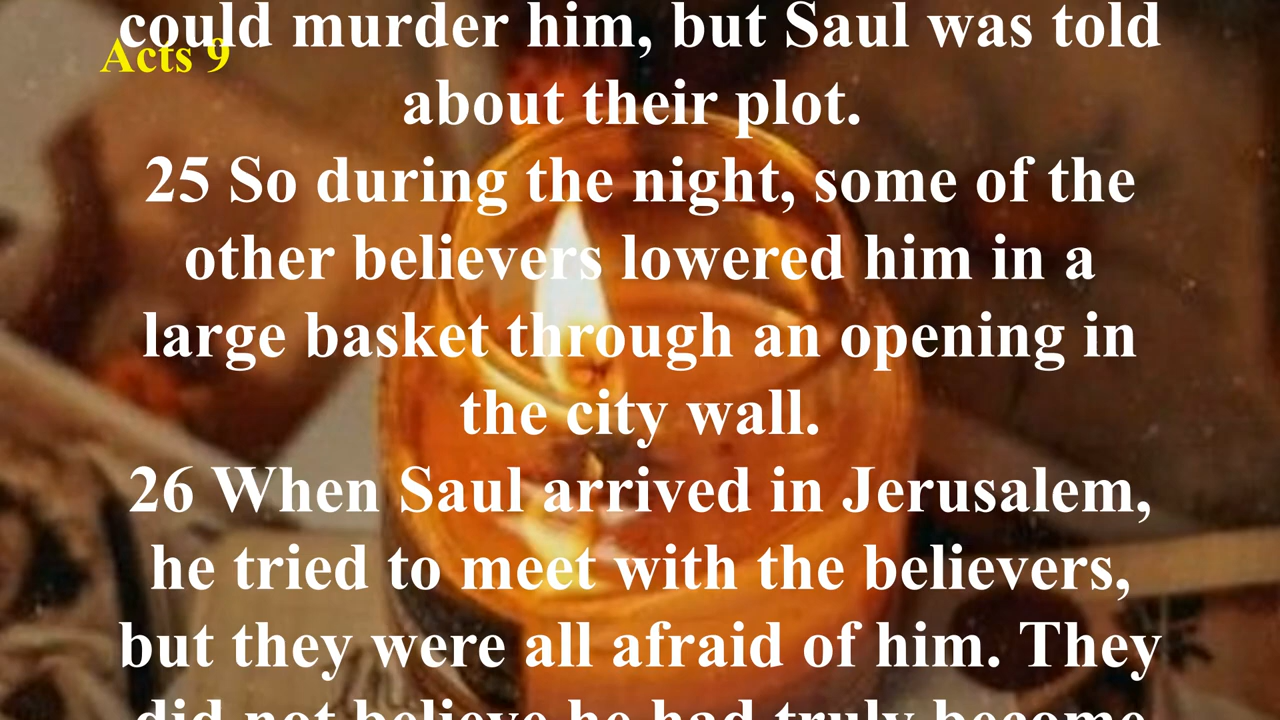 could murder him, but Saul was told
Acts 9
about their plot.
25 So during the night, some of the
other believers lowered him in a
large basket through an opening in
the city wall.
26 When Saul arrived in Jerusalem,
he tried to meet with the believers,
but they were all afraid of him. They
did not believe he had truly become